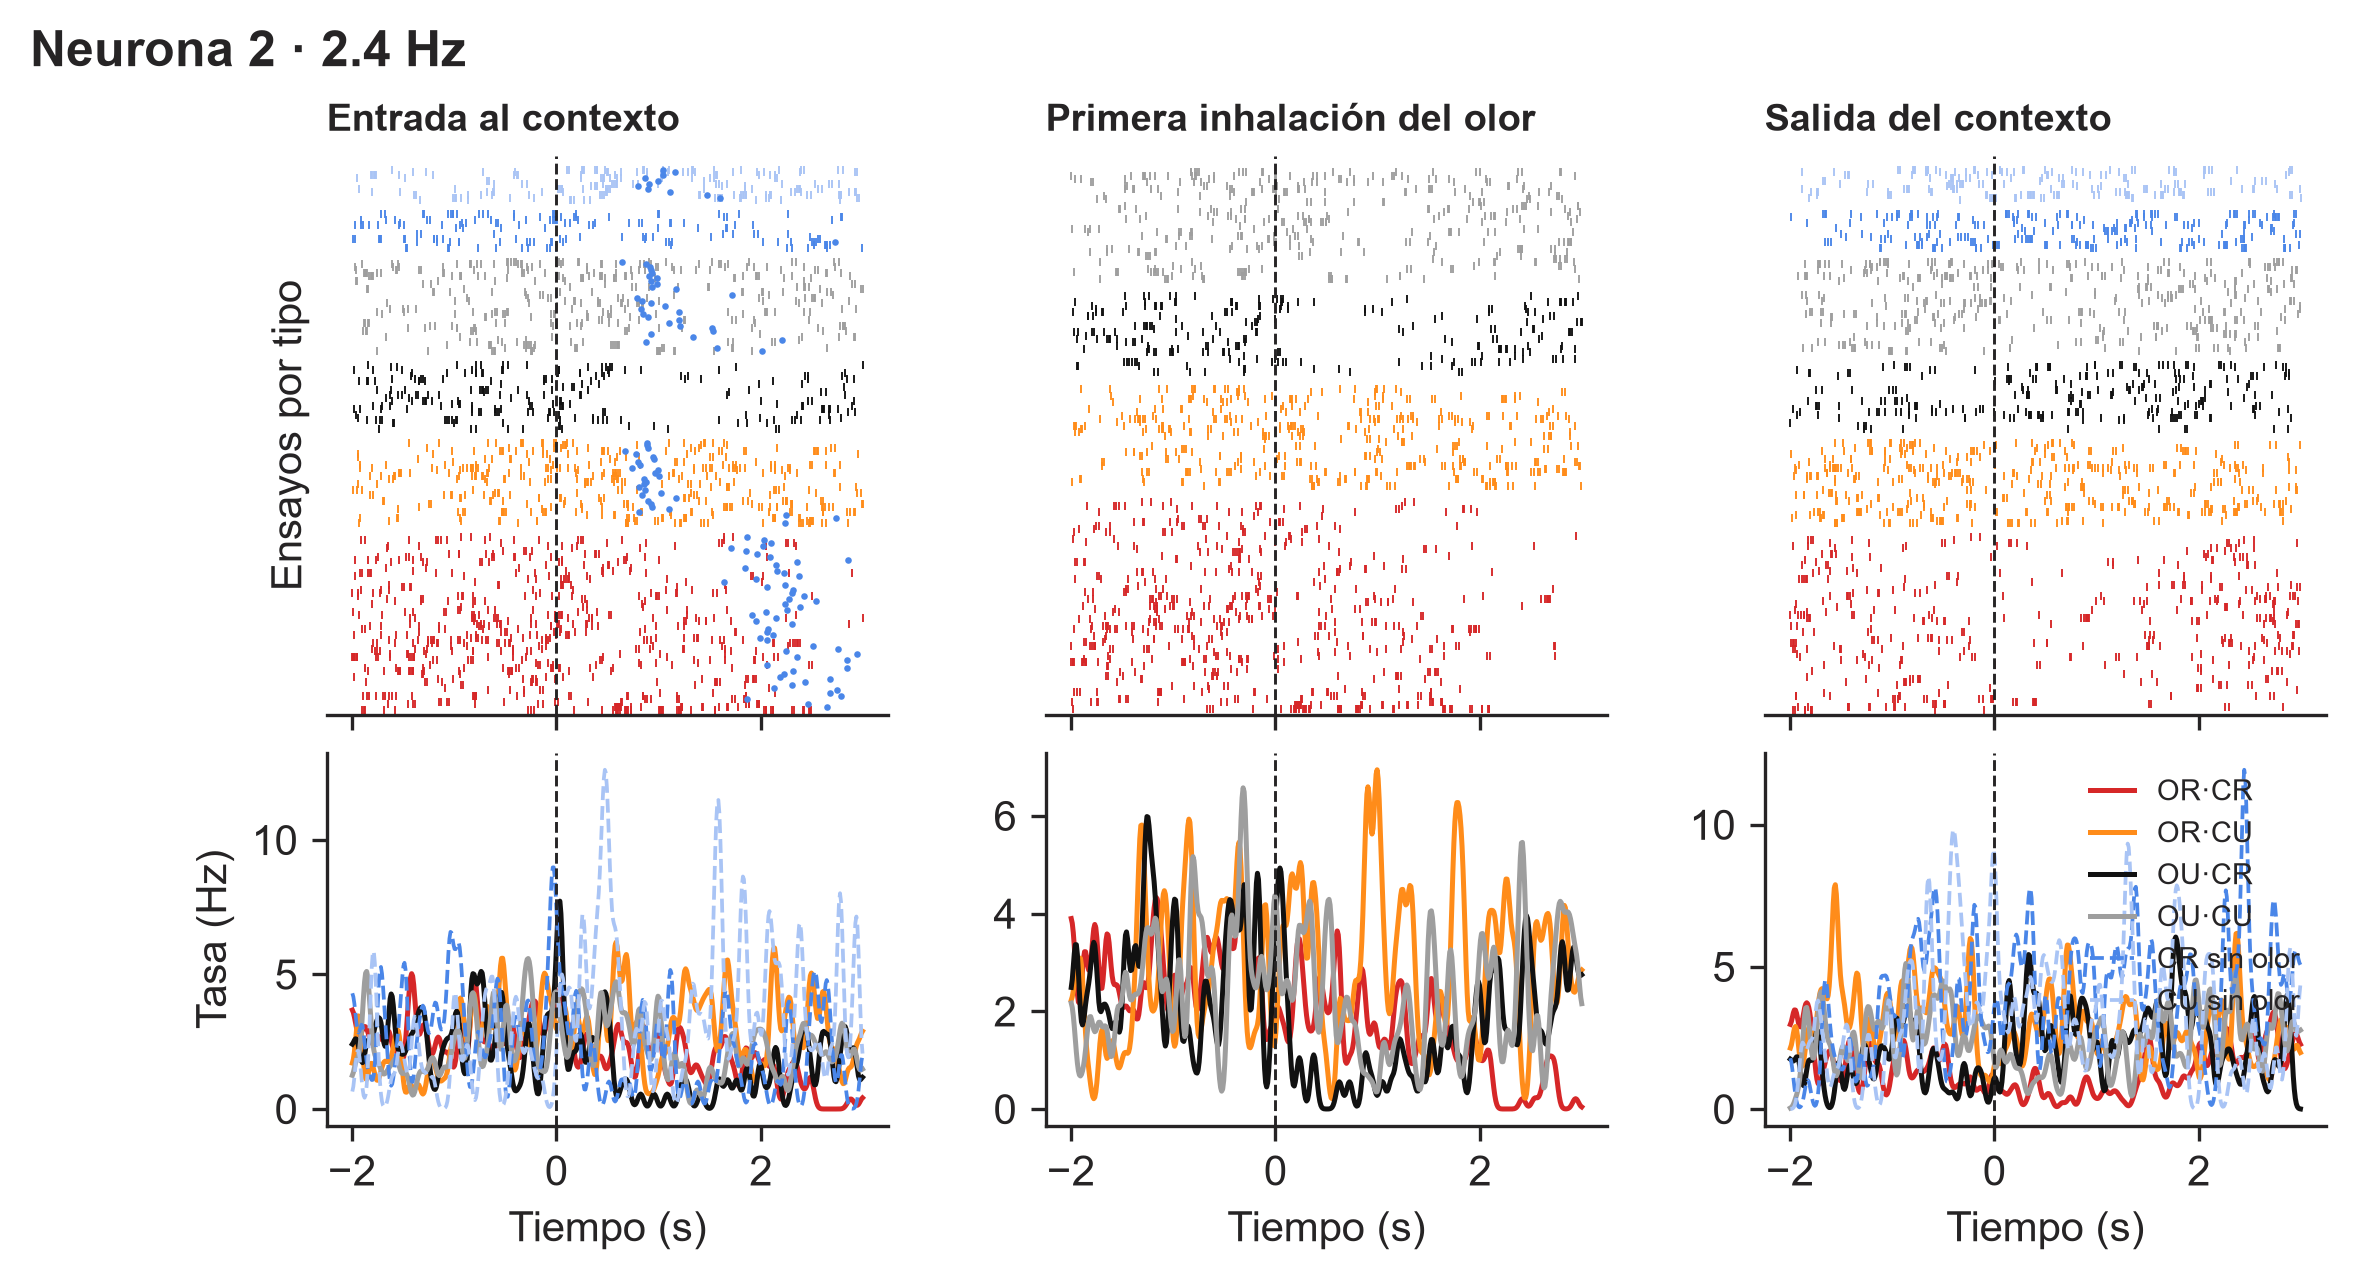 Neurona 2 · 2.4 Hz
Entrada al contexto
Primera inhalación del olor
Salida del contexto
Ensayos por tipo
Tasa (Hz)
10
5
0
6
4
2
0
10
5
0
OR·CR
OR·CU
OU·CR
OU·CU
CR sin olor
CU sin olor
−2 0 2
−2 0 2
−2 0 2
Tiempo (s)
Tiempo (s)
Tiempo (s)